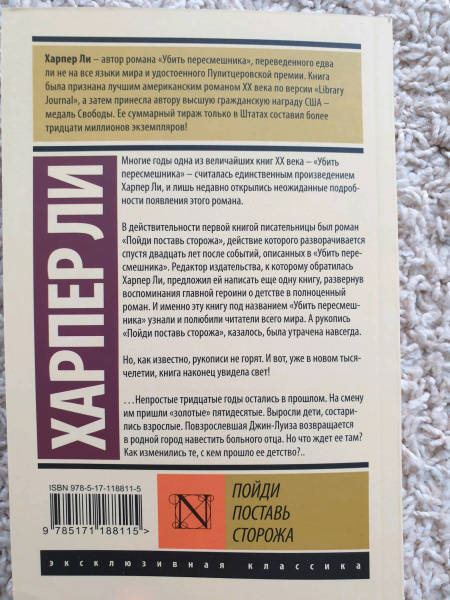 Харпер Ли – автор романа «Убить пересмешника», переведенного едва
ли не на все языки мира и удостоенного Пулитцеровской премии. Книга
была признана лучшим американским романом XX века по версии «Library
Journal», а затем принесла автору высшую гражданскую награду США –
медаль Свободы. Ее суммарный тираж только в Штатах составил более
тридцати миллионов экземпляров!
ХАРПЕР ЛИ
Многие годы одна из величайших книг XX века – «Убить
пересмешника» – считалась единственным произведением
Харпер Ли, и лишь недавно открылись неожиданные подроб-
ности появления этого романа.
В действительности первой книгой писательницы был роман
«Пойди поставь сторожа», действие которого разворачивается
спустя двадцать лет после событий, описанных в «Убить пере-
смешника». Редактор издательства, к которому обратилась
Харпер Ли, предложил ей написать еще одну книгу, развернув
воспоминания главной героини о детстве в полноценный
роман. И именно эту книгу под названием «Убить пересмеш-
ника» узнали и полюбили читатели всего мира. А рукопись
«Пойди поставь сторожа», казалось, была утрачена навсегда.
Но, как известно, рукописи не горят. И вот, уже в новом тыся-
челетии, книга наконец увидела свет!
...Непростые тридцатые годы остались в прошлом. На смену
им пришли «золотые» пятидесятые. Выросли дети, состари-
лись взрослые. Повзрослевшая Джин-Луиза возвращается
в родной город навестить больного отца. Но что ждет ее там?
Как изменились те, с кем прошло ее детство?..
ISBN 978-5-17-118811-5
9 785171 188115 >
N
ПОЙДИ
ПОСТАВЬ
СТОРОЖА
эксклюзивная классика